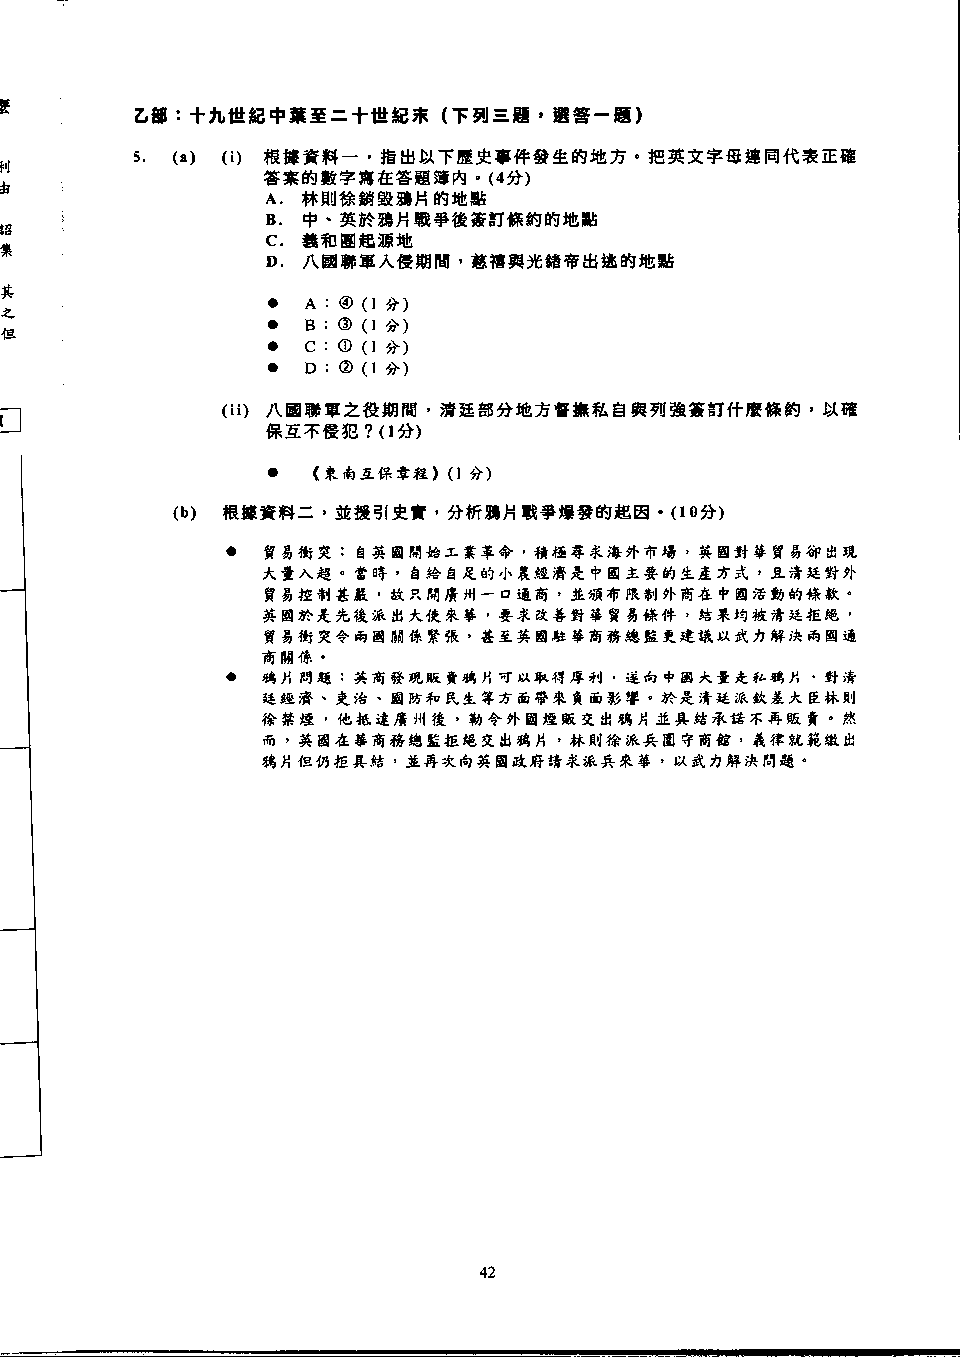 乙部：十九世紀中葉至二十世紀末（下列三題，選答一題）
5. (a) (i) 根據資料一，指出以下歷史事件發生的地方。把英文字母連同代表正確
答案的數字寫在答題簿內。(4分)
A. 林則徐銷毀鴉片的地點
B. 中、英於鴉片戰爭後簽訂條約的地點
C. 義和團起源地
D. 八國聯軍入侵期間，慈禧與光緒帝出逃的地點
● A：④ (1 分)
● B：③ (1 分)
● C：① (1 分)
● D：② (1 分)
(ii) 八國聯軍之役期間，清廷部分地方督撫私自與列強簽訂什麼條約，以確
保互不侵犯？(1分)
● 《東南互保章程》(1 分)
(b) 根據資料二，並援引史實，分析鴉片戰爭爆發的起因。(10分)
● 貿易衝突：自英國開始工業革命，積極尋求海外市場，英國對華貿易卻出現
大量入超。當時，自給自足的小農經濟是中國主要的生產方式，且清廷對外
貿易控制甚嚴，故只開廣州一口通商，並頒布限制外商在中國活動的條款。
英國於是先後派出大使來華，要求改善對華貿易條件，結果均被清廷拒絕，
貿易衝突令兩國關係緊張，甚至英國駐華商務總監更建議以武力解決兩國通
商關係。
● 鴉片問題：英商發現販賣鴉片可以取得厚利，遂向中國大量走私鴉片，對清
廷經濟、吏治、國防和民生等方面帶來負面影響。於是清廷派欽差大臣林則
徐禁煙，他抵達廣州後，勒令外國煙販交出鴉片並具結承諾不再販賣。然
而，英國在華商務總監拒絕交出鴉片，林則徐派兵圍守商館，義律就範繳出
鴉片但仍拒具結，並再次向英國政府請求派兵來華，以武力解決問題。
利
由
詔
集
其
之
但
42